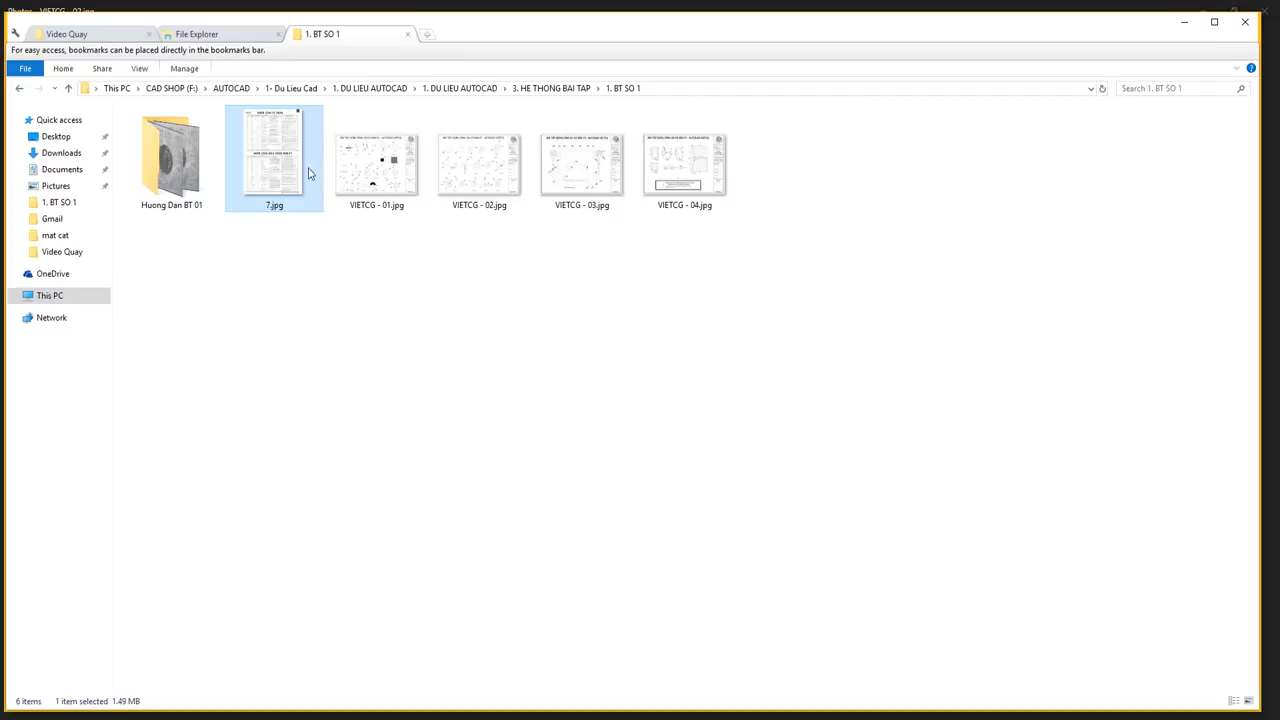 Photos - VIETCG - 02.jpg
Video Quay
File Explorer
1. BT SO 1
For easy access, bookmarks can be placed directly in the bookmarks bar.
File Home Share View Manage
This PC CAD SHOP (F:) AUTOCAD 1- Du Lieu Cad 1. DU LIEU AUTOCAD 1. DU LIEU AUTOCAD 3. HE THONG BAI TAP 1. BT SO 1
Search 1. BT SO 1
Quick access
Desktop
Downloads
Documents
Pictures
1. BT SO 1
Gmail
mat cat
Video Quay
OneDrive
This PC
Network
Huong Dan BT 01
7.jpg
VIETCG - 01.jpg
VIETCG - 02.jpg
VIETCG - 03.jpg
VIETCG - 04.jpg
6 items 1 item selected 1.49 MB